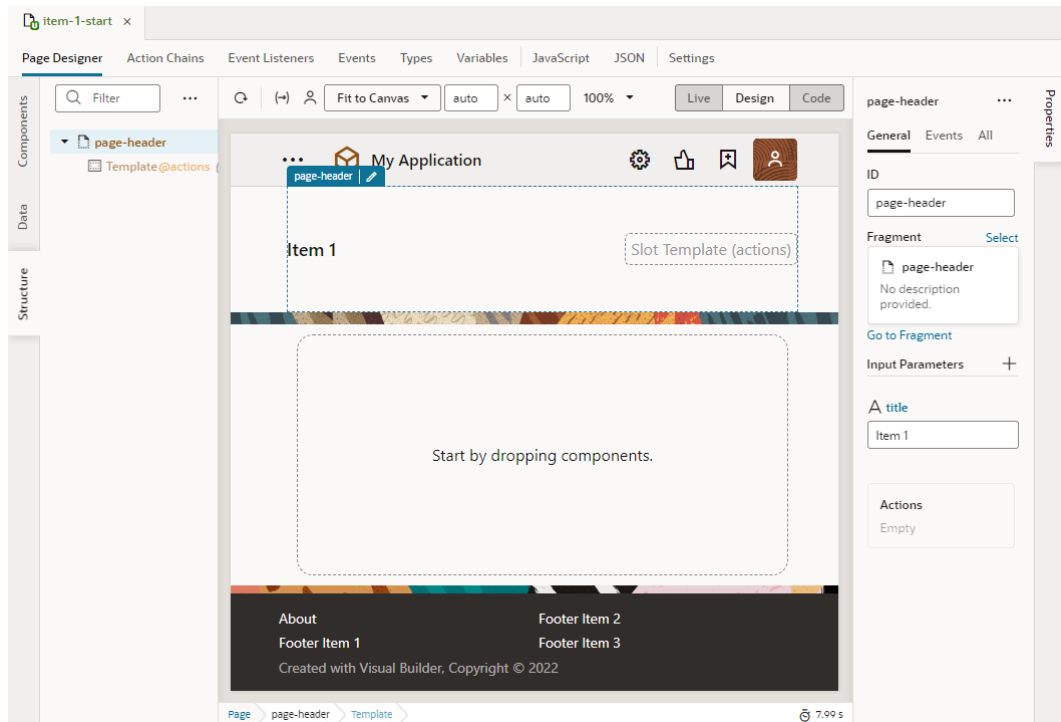 item-1-start ×
Page Designer Action Chains Event Listeners Events Types Variables JavaScript JSON Settings
Components
Data
Structure
Filter ...
page-header
Template @actions
Fit to Canvas auto × auto 100% Live Design Code
... My Application
page-header
Item 1
Slot Template (actions)
Start by dropping components.
About Footer Item 2
Footer Item 1 Footer Item 3
Created with Visual Builder, Copyright © 2022
Page page-header Template 7.99 s
page-header ...
General Events All
ID
page-header
Fragment Select
page-header
No description
provided.
Go to Fragment
Input Parameters +
A title
Item 1
Actions
Empty
Properties